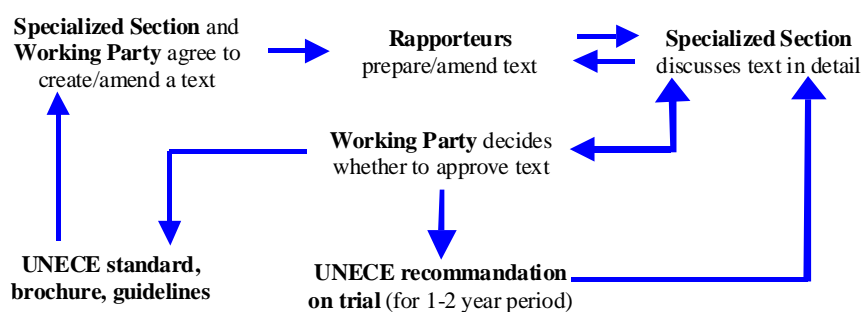 Specialized Section and
Working Party agree to
create/amend a text
Rapporteurs
prepare/amend text
Specialized Section
discusses text in detail
Working Party decides
whether to approve text
UNECE standard,
brochure, guidelines
UNECE recommandation
on trial (for 1-2 year period)